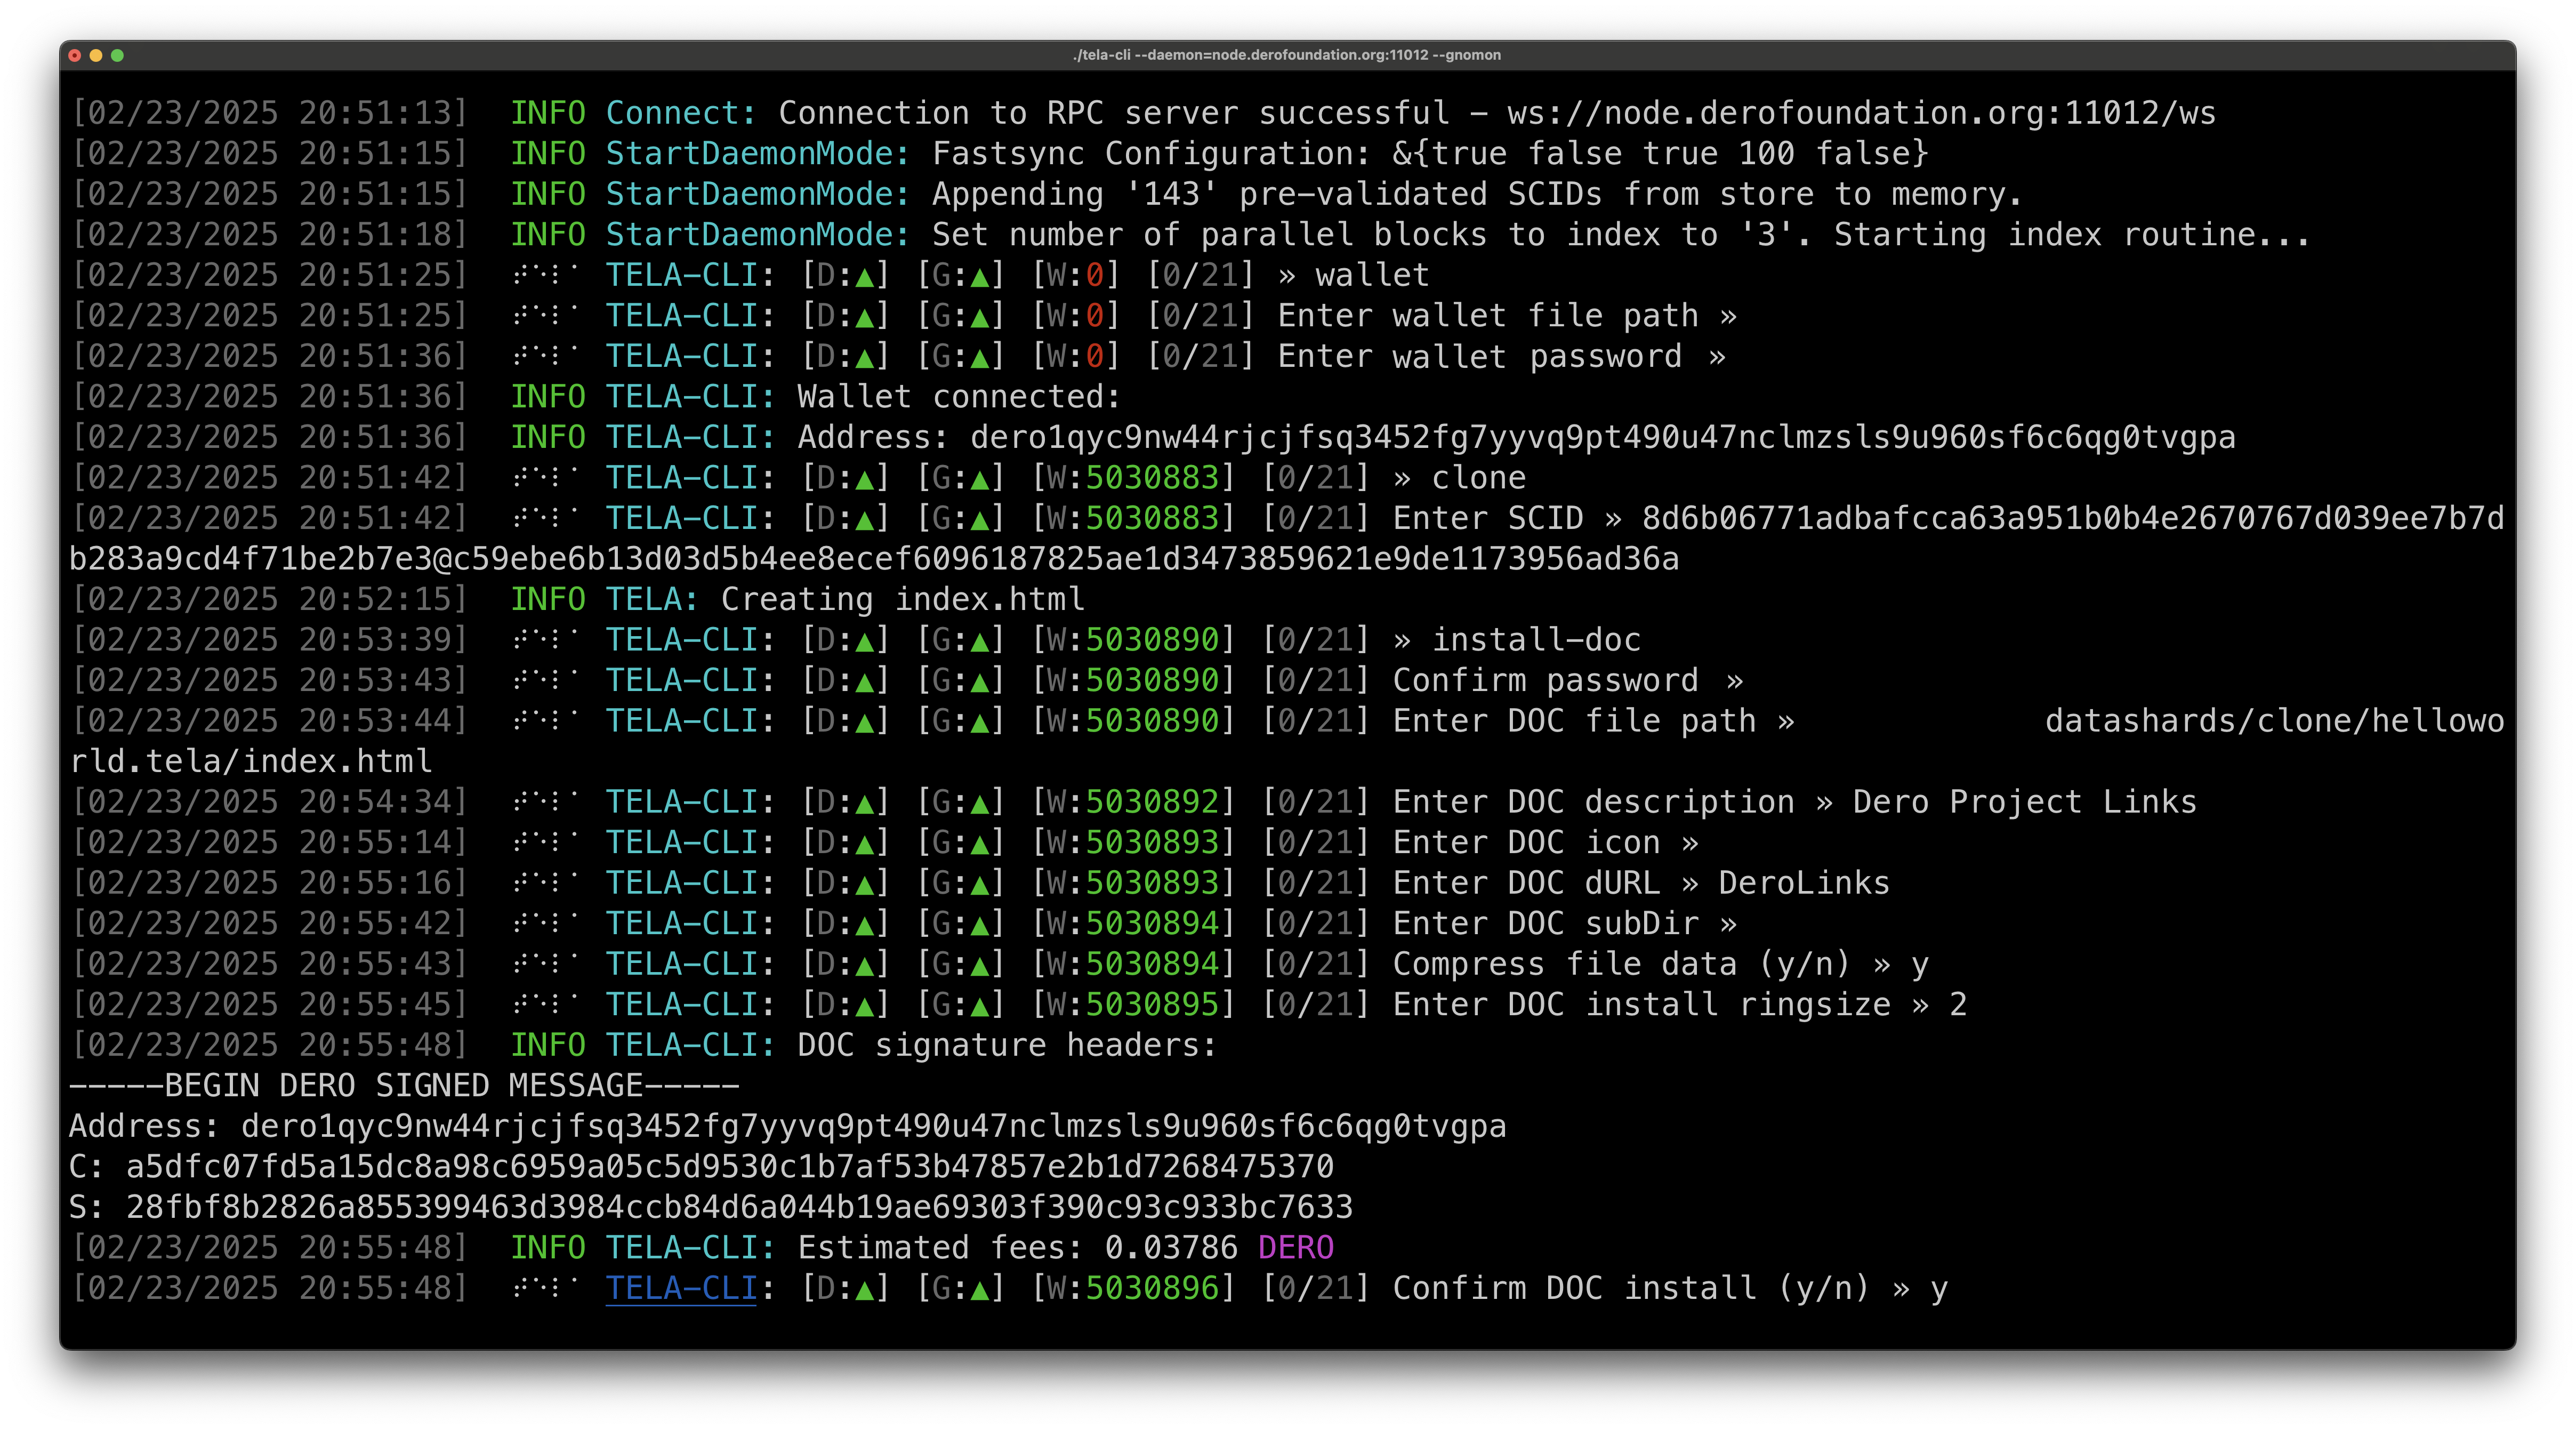 ./tela-cli --daemon=node.derofoundation.org:11012 --gnomon
[02/23/2025 20:51:13] INFO Connect: Connection to RPC server successful - ws://node.derofoundation.org:11012/ws
[02/23/2025 20:51:15] INFO StartDaemonMode: Fastsync Configuration: &{true false true 100 false}
[02/23/2025 20:51:15] INFO StartDaemonMode: Appending '143' pre-validated SCIDs from store to memory.
[02/23/2025 20:51:18] INFO StartDaemonMode: Set number of parallel blocks to index to '3'. Starting index routine...
[02/23/2025 20:51:25] TELA-CLI: [D:▲] [G:▲] [W:0] [0/21] » wallet
[02/23/2025 20:51:25] TELA-CLI: [D:▲] [G:▲] [W:0] [0/21] Enter wallet file path »
[02/23/2025 20:51:36] TELA-CLI: [D:▲] [G:▲] [W:0] [0/21] Enter wallet password »
[02/23/2025 20:51:36] INFO TELA-CLI: Wallet connected:
[02/23/2025 20:51:36] INFO TELA-CLI: Address: dero1qyc9nw44rjcjfsq3452fg7yyvq9pt490u47nclmzsls9u960sf6c6qg0tvgpa
[02/23/2025 20:51:42] TELA-CLI: [D:▲] [G:▲] [W:5030883] [0/21] » clone
[02/23/2025 20:51:42] TELA-CLI: [D:▲] [G:▲] [W:5030883] [0/21] Enter SCID » 8d6b06771adbafcca63a951b0b4e2670767d039ee7b7d
b283a9cd4f71be2b7e3@c59ebe6b13d03d5b4ee8ecef6096187825ae1d3473859621e9de1173956ad36a
[02/23/2025 20:52:15] INFO TELA: Creating index.html
[02/23/2025 20:53:39] TELA-CLI: [D:▲] [G:▲] [W:5030890] [0/21] » install-doc
[02/23/2025 20:53:43] TELA-CLI: [D:▲] [G:▲] [W:5030890] [0/21] Confirm password »
[02/23/2025 20:53:44] TELA-CLI: [D:▲] [G:▲] [W:5030890] [0/21] Enter DOC file path » datashards/clone/hellowo
rld.tela/index.html
[02/23/2025 20:54:34] TELA-CLI: [D:▲] [G:▲] [W:5030892] [0/21] Enter DOC description » Dero Project Links
[02/23/2025 20:55:14] TELA-CLI: [D:▲] [G:▲] [W:5030893] [0/21] Enter DOC icon »
[02/23/2025 20:55:16] TELA-CLI: [D:▲] [G:▲] [W:5030893] [0/21] Enter DOC dURL » DeroLinks
[02/23/2025 20:55:42] TELA-CLI: [D:▲] [G:▲] [W:5030894] [0/21] Enter DOC subDir »
[02/23/2025 20:55:43] TELA-CLI: [D:▲] [G:▲] [W:5030894] [0/21] Compress file data (y/n) » y
[02/23/2025 20:55:45] TELA-CLI: [D:▲] [G:▲] [W:5030895] [0/21] Enter DOC install ringsize » 2
[02/23/2025 20:55:48] INFO TELA-CLI: DOC signature headers:
-----BEGIN DERO SIGNED MESSAGE-----
Address: dero1qyc9nw44rjcjfsq3452fg7yyvq9pt490u47nclmzsls9u960sf6c6qg0tvgpa
C: a5dfc07fd5a15dc8a98c6959a05c5d9530c1b7af53b47857e2b1d7268475370
S: 28fbf8b2826a855399463d3984ccb84d6a044b19ae69303f390c93c933bc7633
[02/23/2025 20:55:48] INFO TELA-CLI: Estimated fees: 0.03786 DERO
[02/23/2025 20:55:48] TELA-CLI: [D:▲] [G:▲] [W:5030896] [0/21] Confirm DOC install (y/n) » y